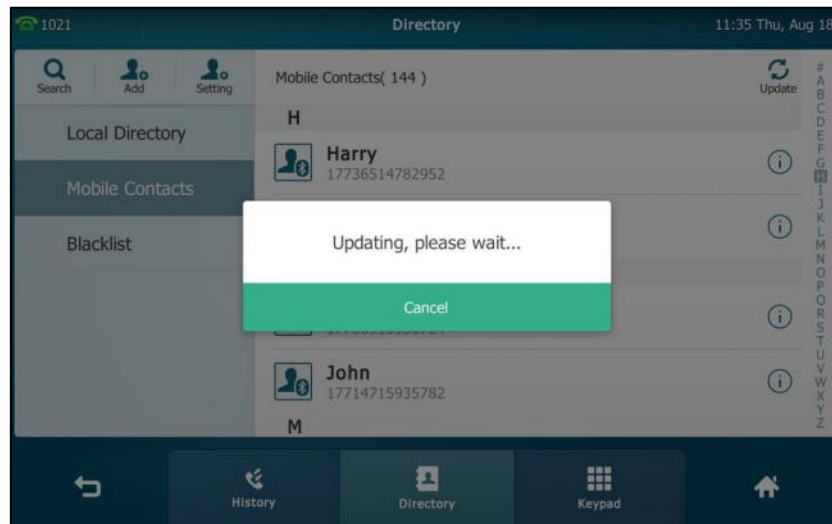 1021 Directory 11:35 Thu, Aug 18
Search Add Setting Mobile Contacts( 144 ) Update
Local Directory
Mobile Contacts
Blacklist
H
Harry
17736514782952
Updating, please wait...
Cancel
John
17714715935782
M
#
A
B
C
D
E
F
G
H
I
J
K
L
M
N
O
P
Q
R
S
T
U
V
W
X
Y
Z
History Directory Keypad